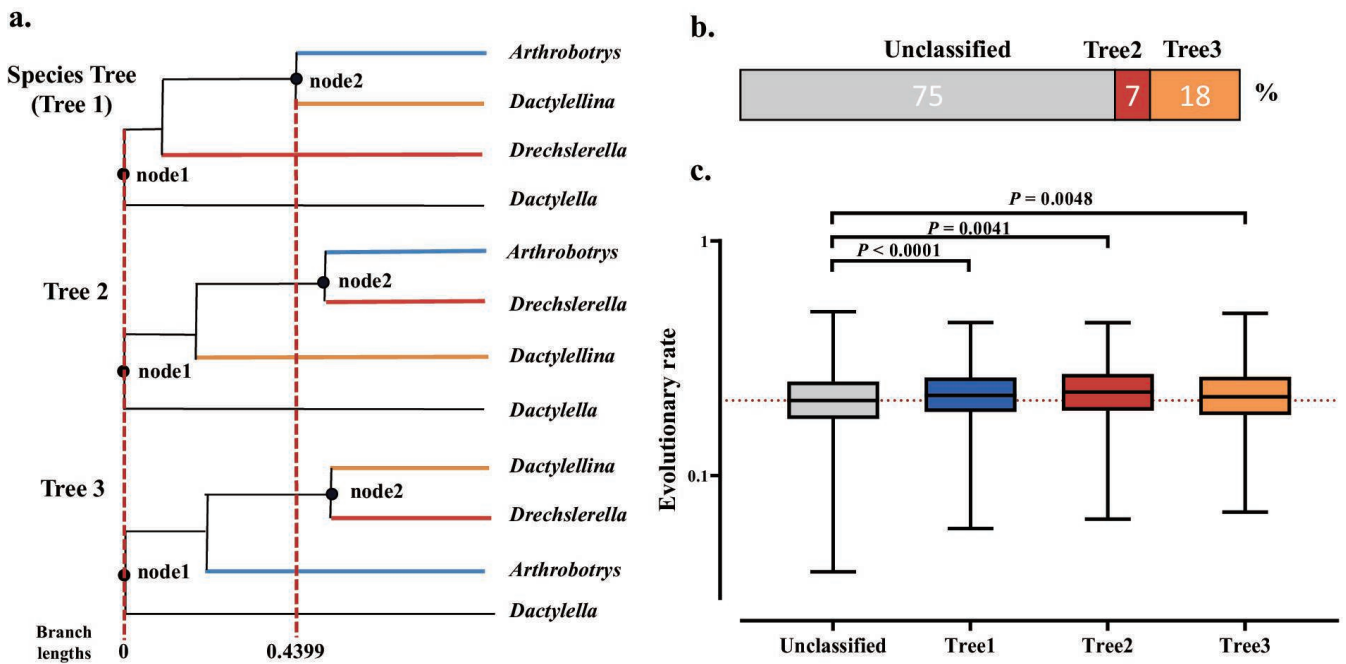 a.
Species Tree
(Tree 1)
node2
node1
Arthrobotrys
Dactylellina
Drechslerella
Dactylella
Tree 2
node2
node1
Arthrobotrys
Drechslerella
Dactylellina
Dactylella
Tree 3
node2
node1
Dactylellina
Drechslerella
Arthrobotrys
Dactylella
Branch
lengths
0
0.4399
b.
Unclassified Tree2 Tree3
75 7 18 %
c.
P = 0.0048
P = 0.0041
P < 0.0001
Evolutionary rate
1
0.1
Unclassified Tree1 Tree2 Tree3